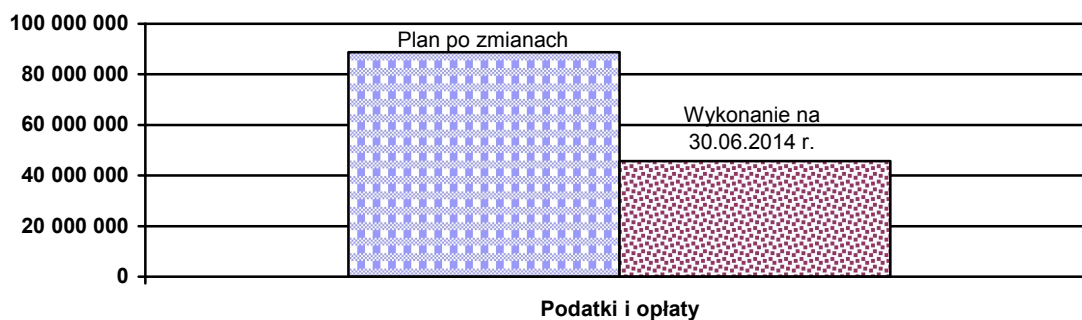 100 000 000
80 000 000
60 000 000
40 000 000
20 000 000
0
Plan po zmianach
Wykonanie na
30.06.2014 r.
Podatki i opłaty